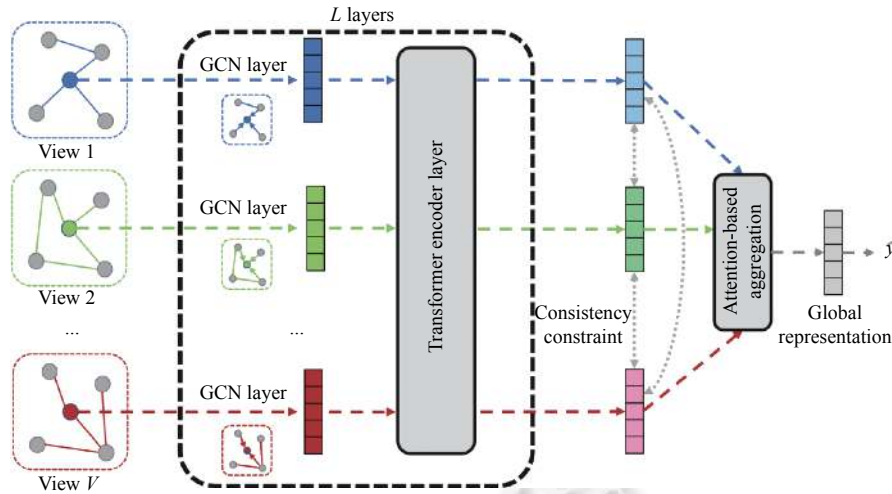 L layers
GCN layer
View 1
GCN layer
View 2
...
...
GCN layer
View V
Transformer encoder layer
Consistency
constraint
Attention-based
aggregation
Global
representation
ŷ